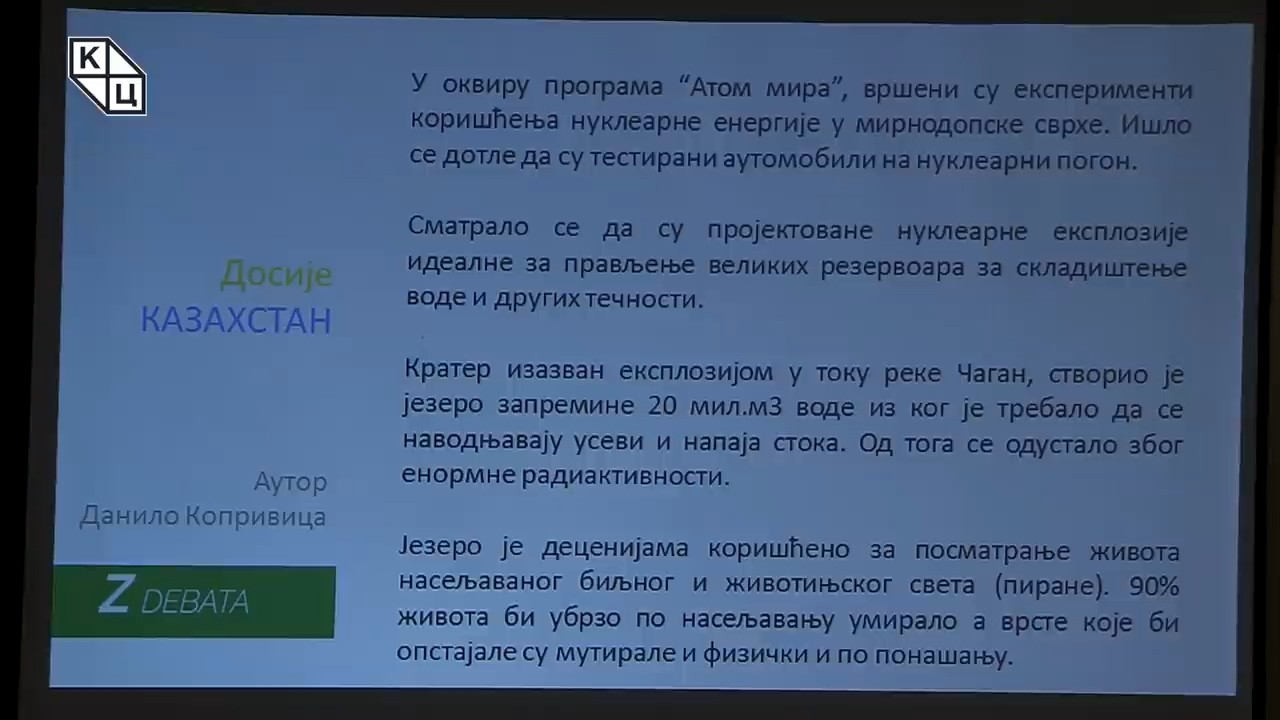 К
Ц
У оквиру програма “Атом мира”, вршени су експерименти
коришћења нуклеарне енергије у мирнодопске сврхе. Ишло
се дотле да су тестирани аутомобили на нуклеарни погон.
Сматрало се да су пројектоване нуклеарне експлозије
идеалне за прављење великих резервоара за складиштење
воде и других течности.
Досије
КАЗАХСТАН
Кратер изазван експлозијом у току реке Чаган, створио је
језеро запремине 20 мил.м3 воде из ког је требало да се
наводњавају усеви и напаја стока. Од тога се одустало због
енормне радиактивности.
Аутор
Данило Копривица
Z DEBATA
Језеро је деценијама коришћено за посматрање живота
насељаваног биљног и животињског света (пиране). 90%
живота би убрзо по насељавању умирало а врсте које би
опстајале су мутирале и физички и по понашању.